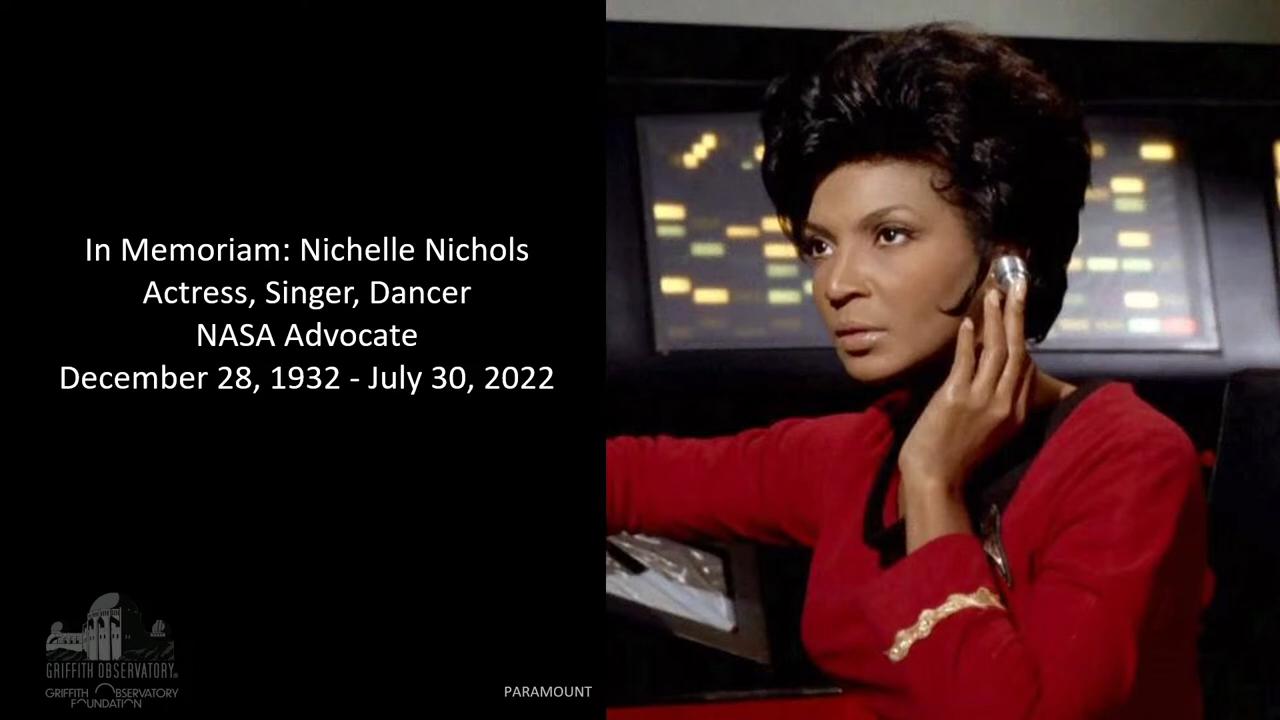 In Memoriam: Nichelle Nichols
Actress, Singer, Dancer
NASA Advocate
December 28, 1932 - July 30, 2022
GRIFFITH OBSERVATORY®
GRIFFITH OBSERVATORY
FOUNDATION
PARAMOUNT